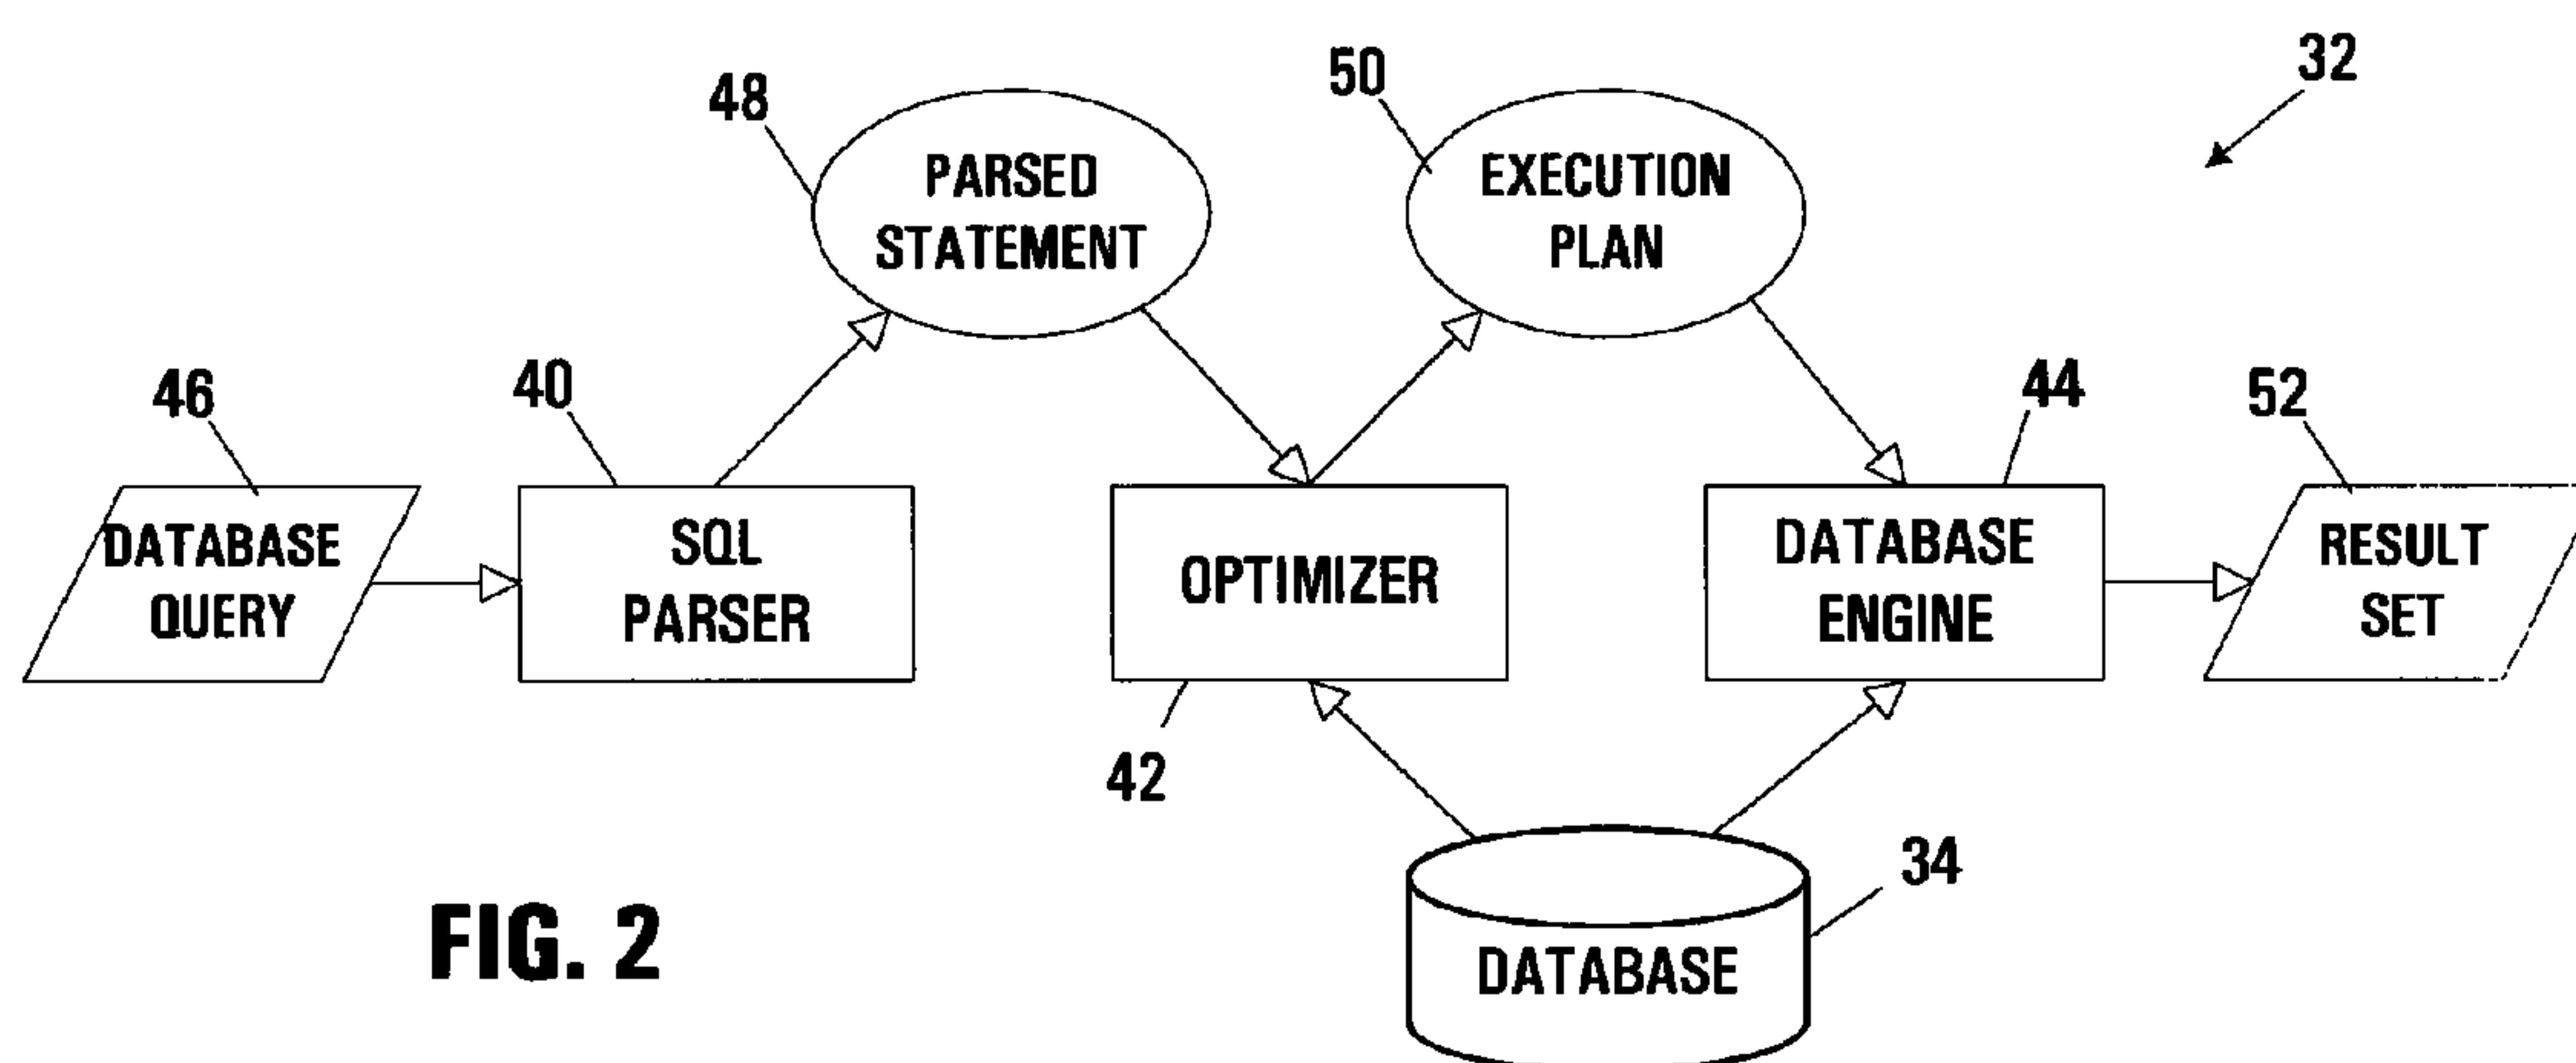 32
48
50
PARSED
STATEMENT
EXECUTION
PLAN
46
40
44
52
DATABASE
QUERY
SQL
PARSER
OPTIMIZER
DATABASE
ENGINE
RESULT
SET
42
34
DATABASE
FIG. 2